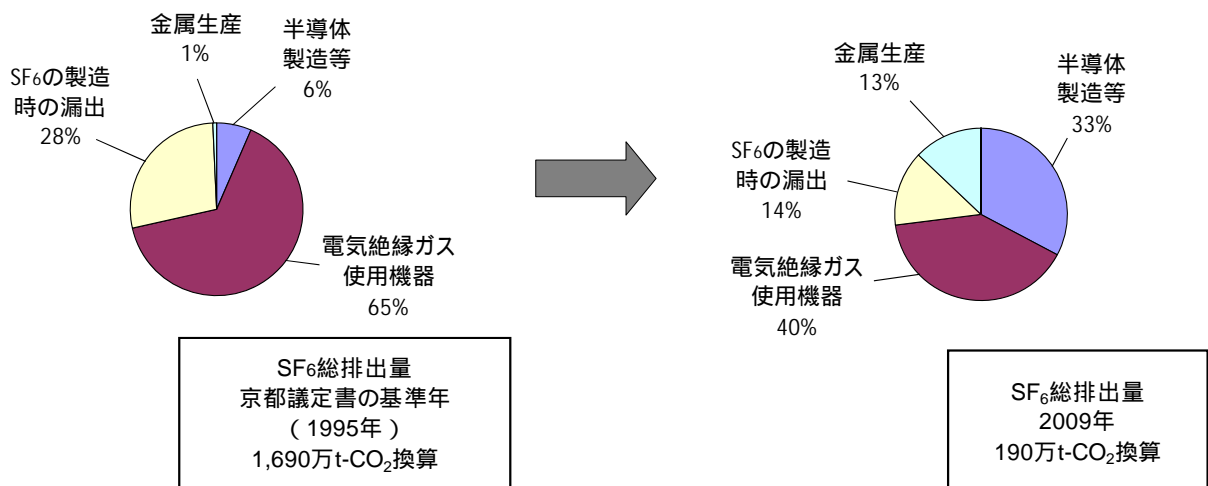 金属生産
1%
半導体
製造等
6%
SF6の製造
時の漏出
28%
電気絶縁ガス
使用機器
65%
SF6総排出量
京都議定書の基準年
(1995年)
1,690万t-CO2換算
金属生産
13%
半導体
製造等
33%
SF6の製造
時の漏出
14%
電気絶縁ガス
使用機器
40%
SF6総排出量
2009年
190万t-CO2換算